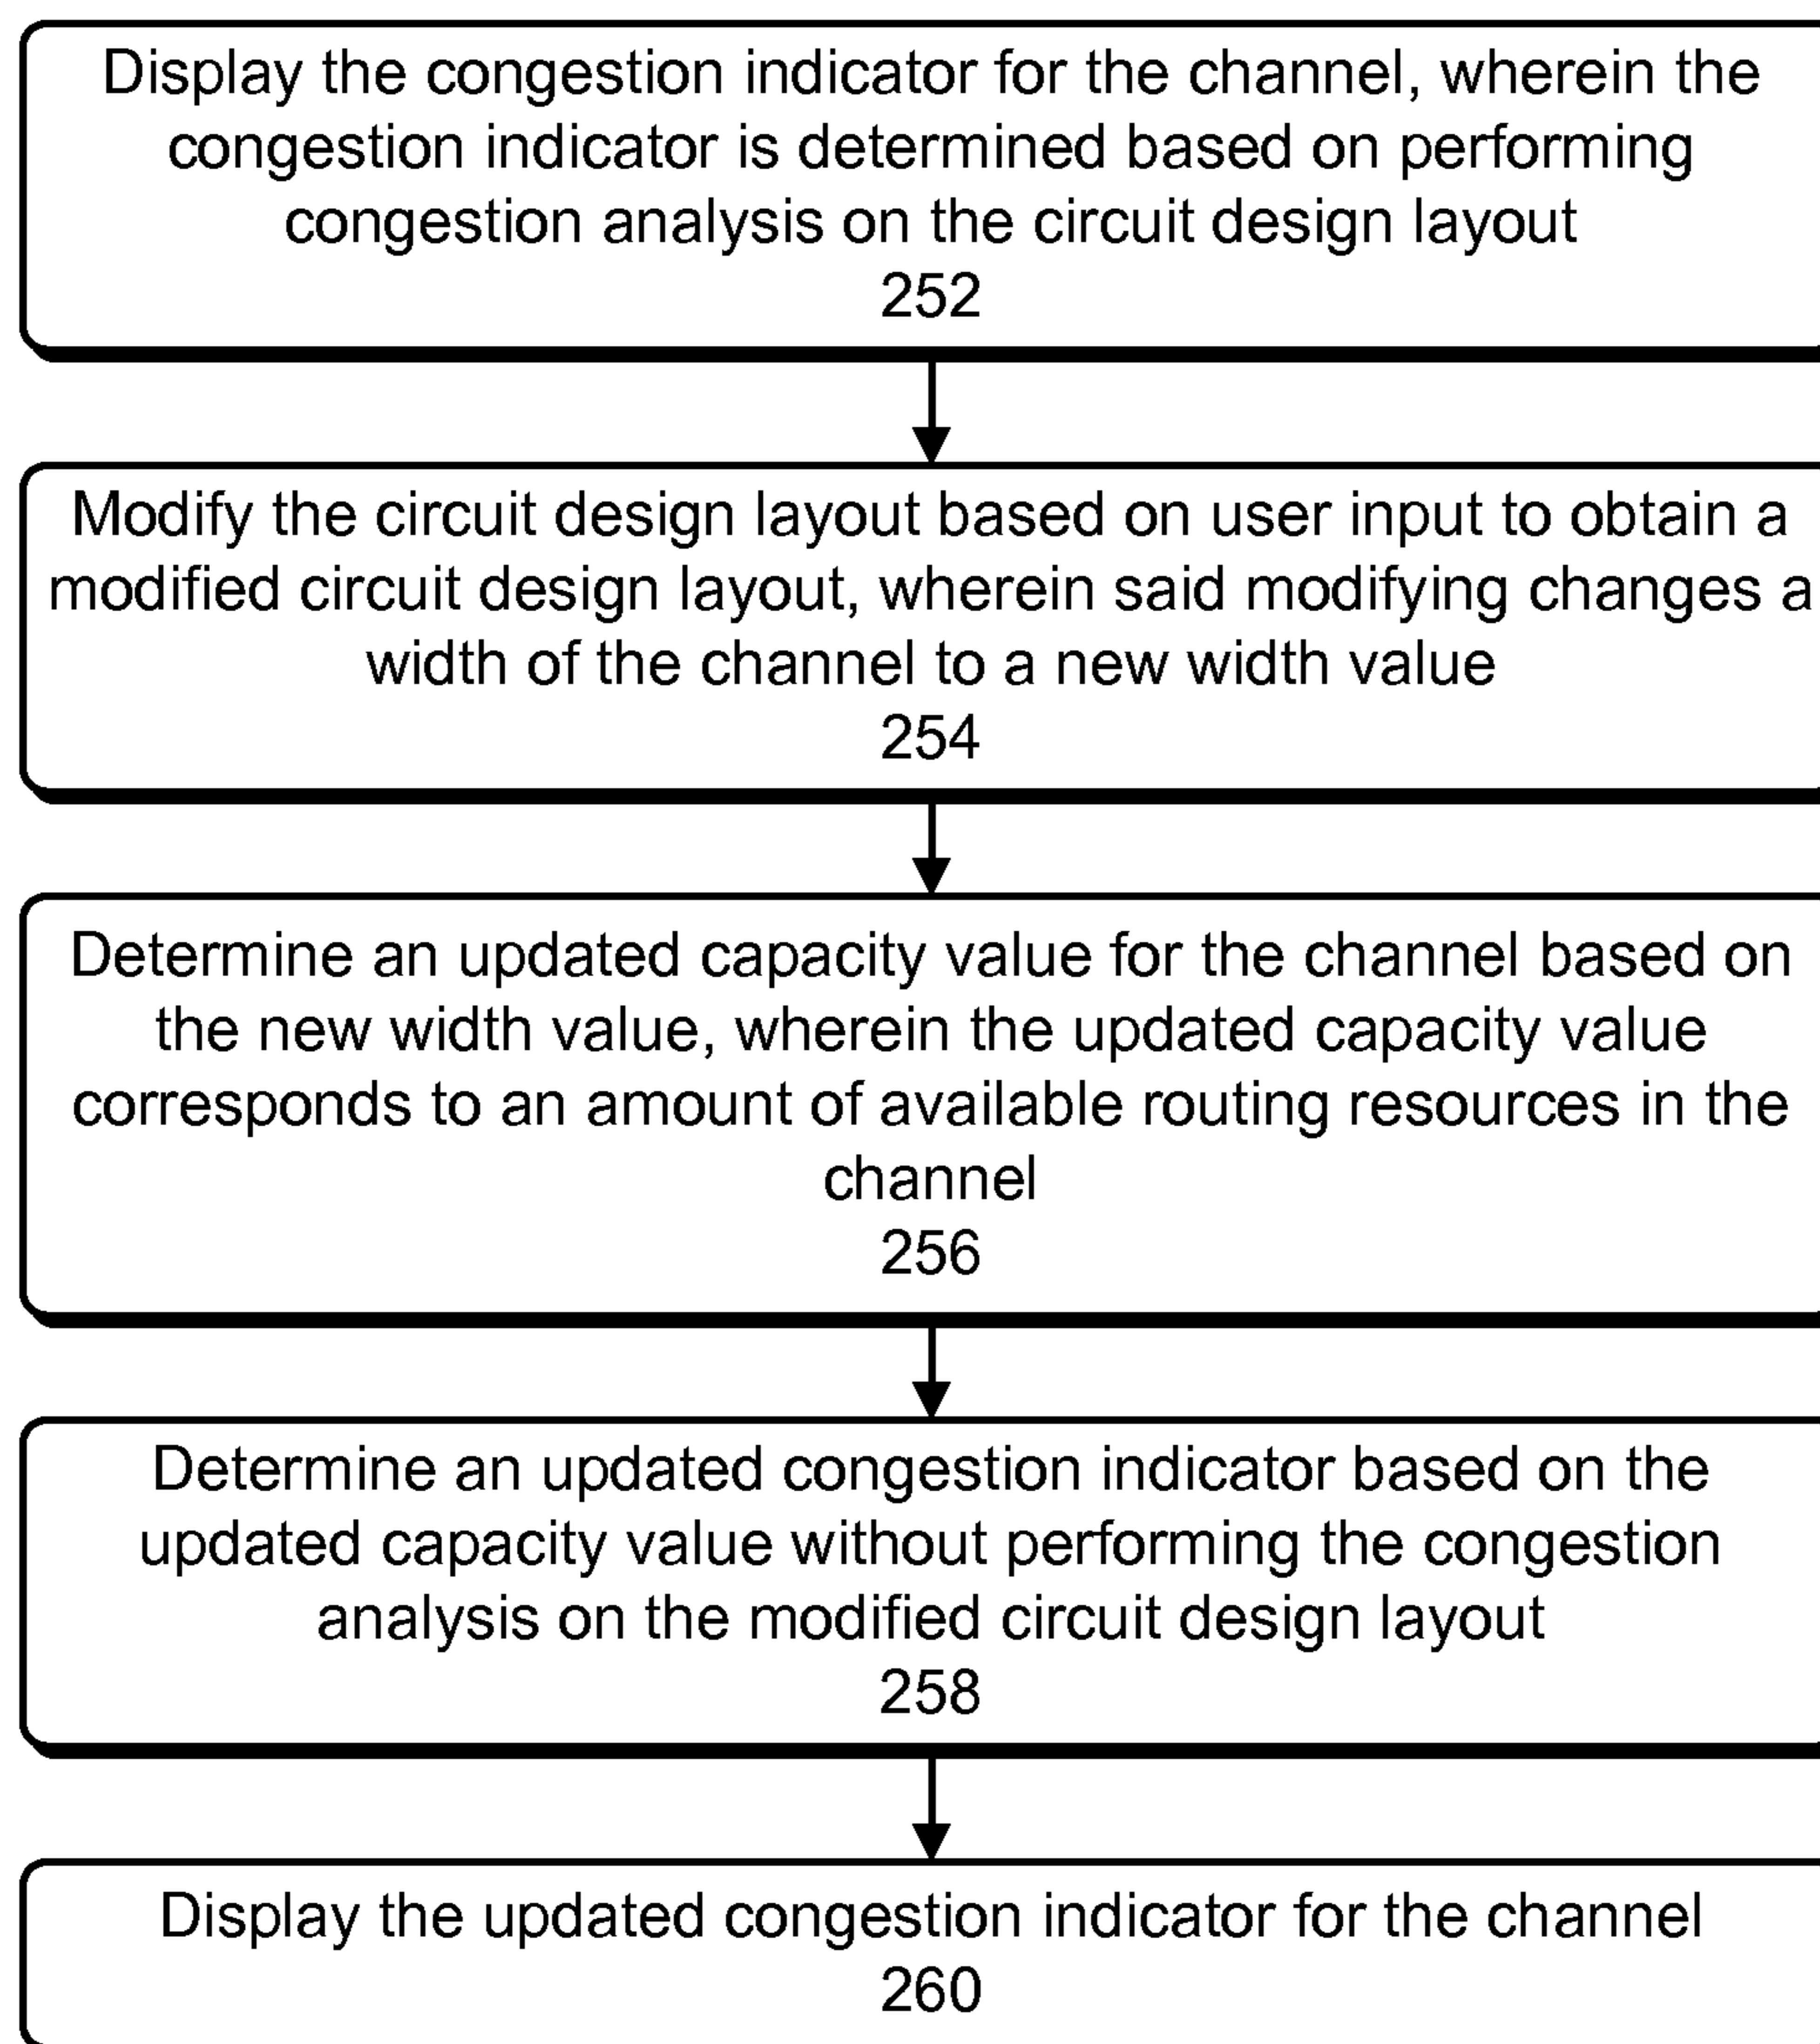 Display the congestion indicator for the channel, wherein the
congestion indicator is determined based on performing
congestion analysis on the circuit design layout
252
Modify the circuit design layout based on user input to obtain a
modified circuit design layout, wherein said modifying changes a
width of the channel to a new width value
254
Determine an updated capacity value for the channel based on
the new width value, wherein the updated capacity value
corresponds to an amount of available routing resources in the
channel
256
Determine an updated congestion indicator based on the
updated capacity value without performing the congestion
analysis on the modified circuit design layout
258
Display the updated congestion indicator for the channel
260